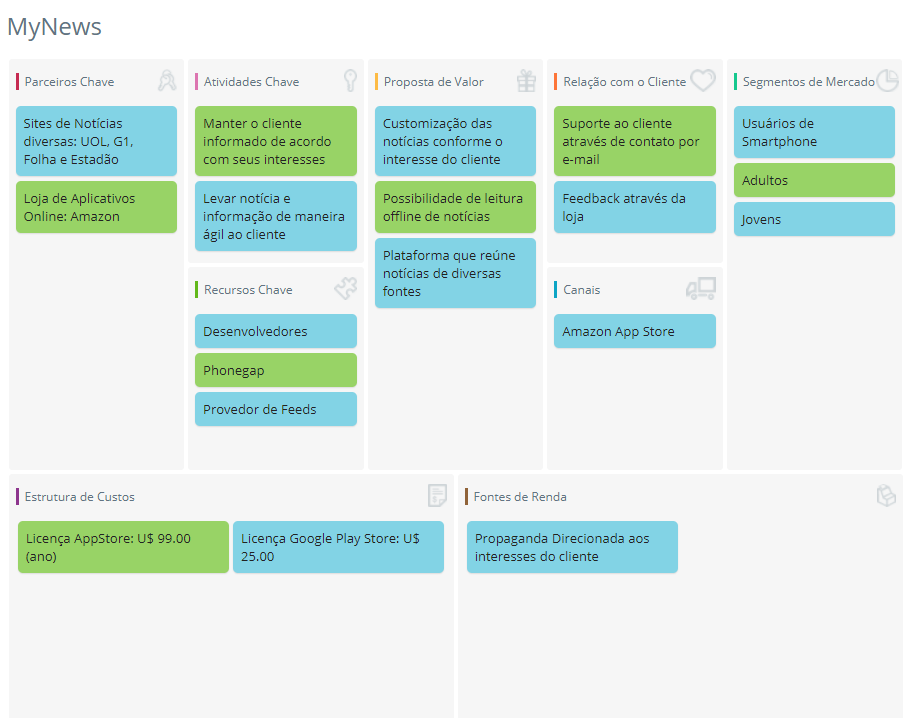 MyNews
Parceiros Chave
Sites de Notícias
diversas: UOL, G1,
Folha e Estadão
Loja de Aplicativos
Online: Amazon
Atividades Chave
Manter o cliente
informado de acordo
com seus interesses
Levar notícia e
informação de maneira
ágil ao cliente
Recursos Chave
Desenvolvedores
Phonegap
Provedor de Feeds
Proposta de Valor
Customização das
notícias conforme o
interesse do cliente
Possibilidade de leitura
offline de notícias
Plataforma que reúne
notícias de diversas
fontes
Relação com o Cliente
Suporte ao cliente
através de contato por
e-mail
Feedback através da
loja
Canais
Amazon App Store
Segmentos de Mercado
Usuários de
Smartphone
Adultos
Jovens
Estrutura de Custos
Licença AppStore: U$ 99.00
(ano)
Licença Google Play Store: U$
25.00
Fontes de Renda
Propaganda Direcionada aos
interesses do cliente